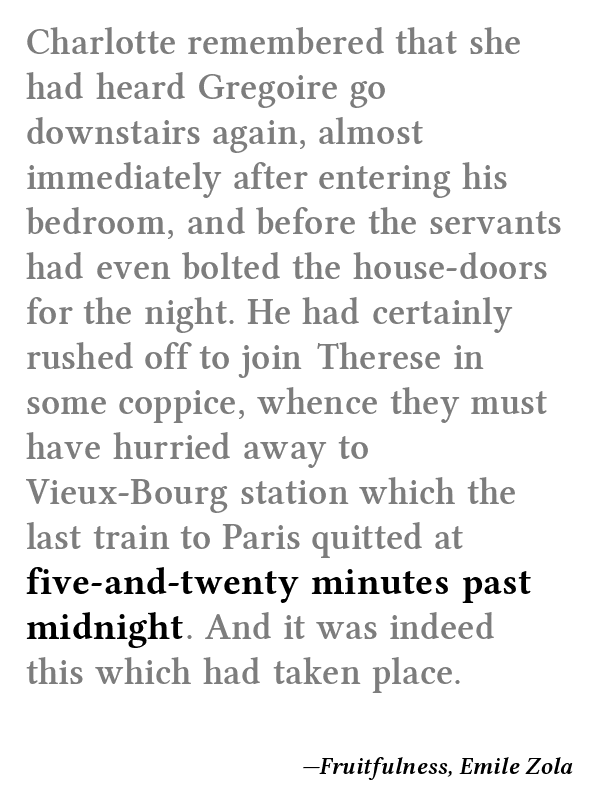 Charlotte remembered that she
had heard Gregoire go
downstairs again, almost
immediately after entering his
bedroom, and before the servants
had even bolted the house-doors
for the night. He had certainly
rushed off to join Therese in
some coppice, whence they must
have hurried away to
Vieux-Bourg station which the
last train to Paris quitted at
five-and-twenty minutes past
midnight. And it was indeed
this which had taken place.
—Fruitfulness, Emile Zola